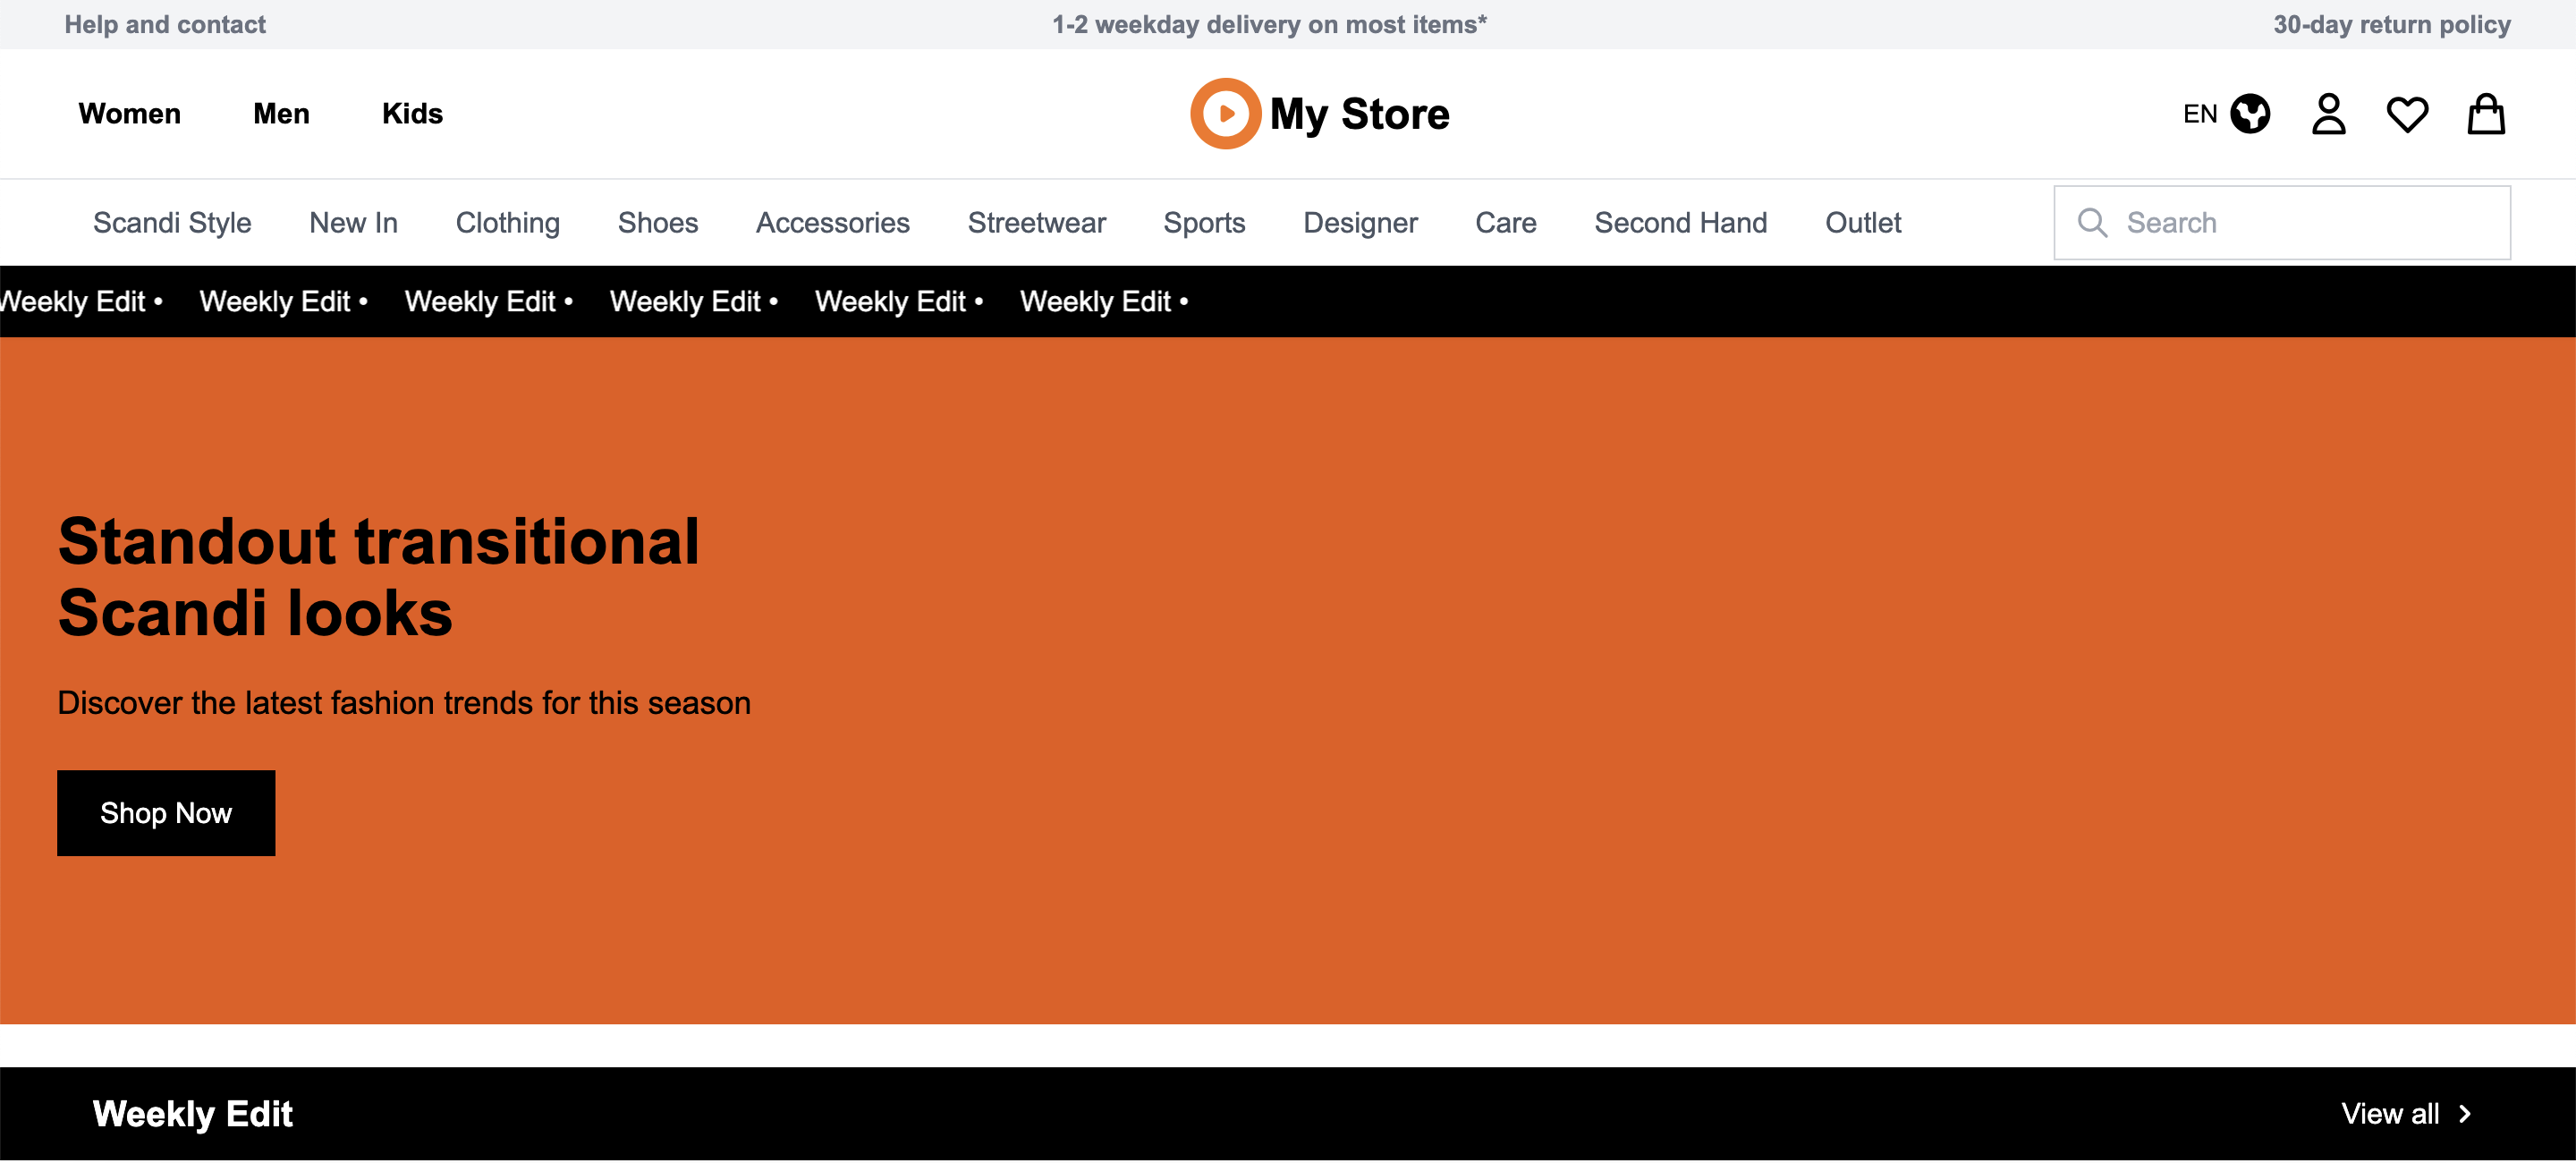 Help and contact
1-2 weekday delivery on most items*
30-day return policy
Women Men Kids
My Store
EN
Scandi Style New In Clothing Shoes Accessories Streetwear Sports Designer Care Second Hand Outlet
Search
Weekly Edit • Weekly Edit • Weekly Edit • Weekly Edit • Weekly Edit • Weekly Edit •
Standout transitional
Scandi looks
Discover the latest fashion trends for this season
Shop Now
Weekly Edit
View all